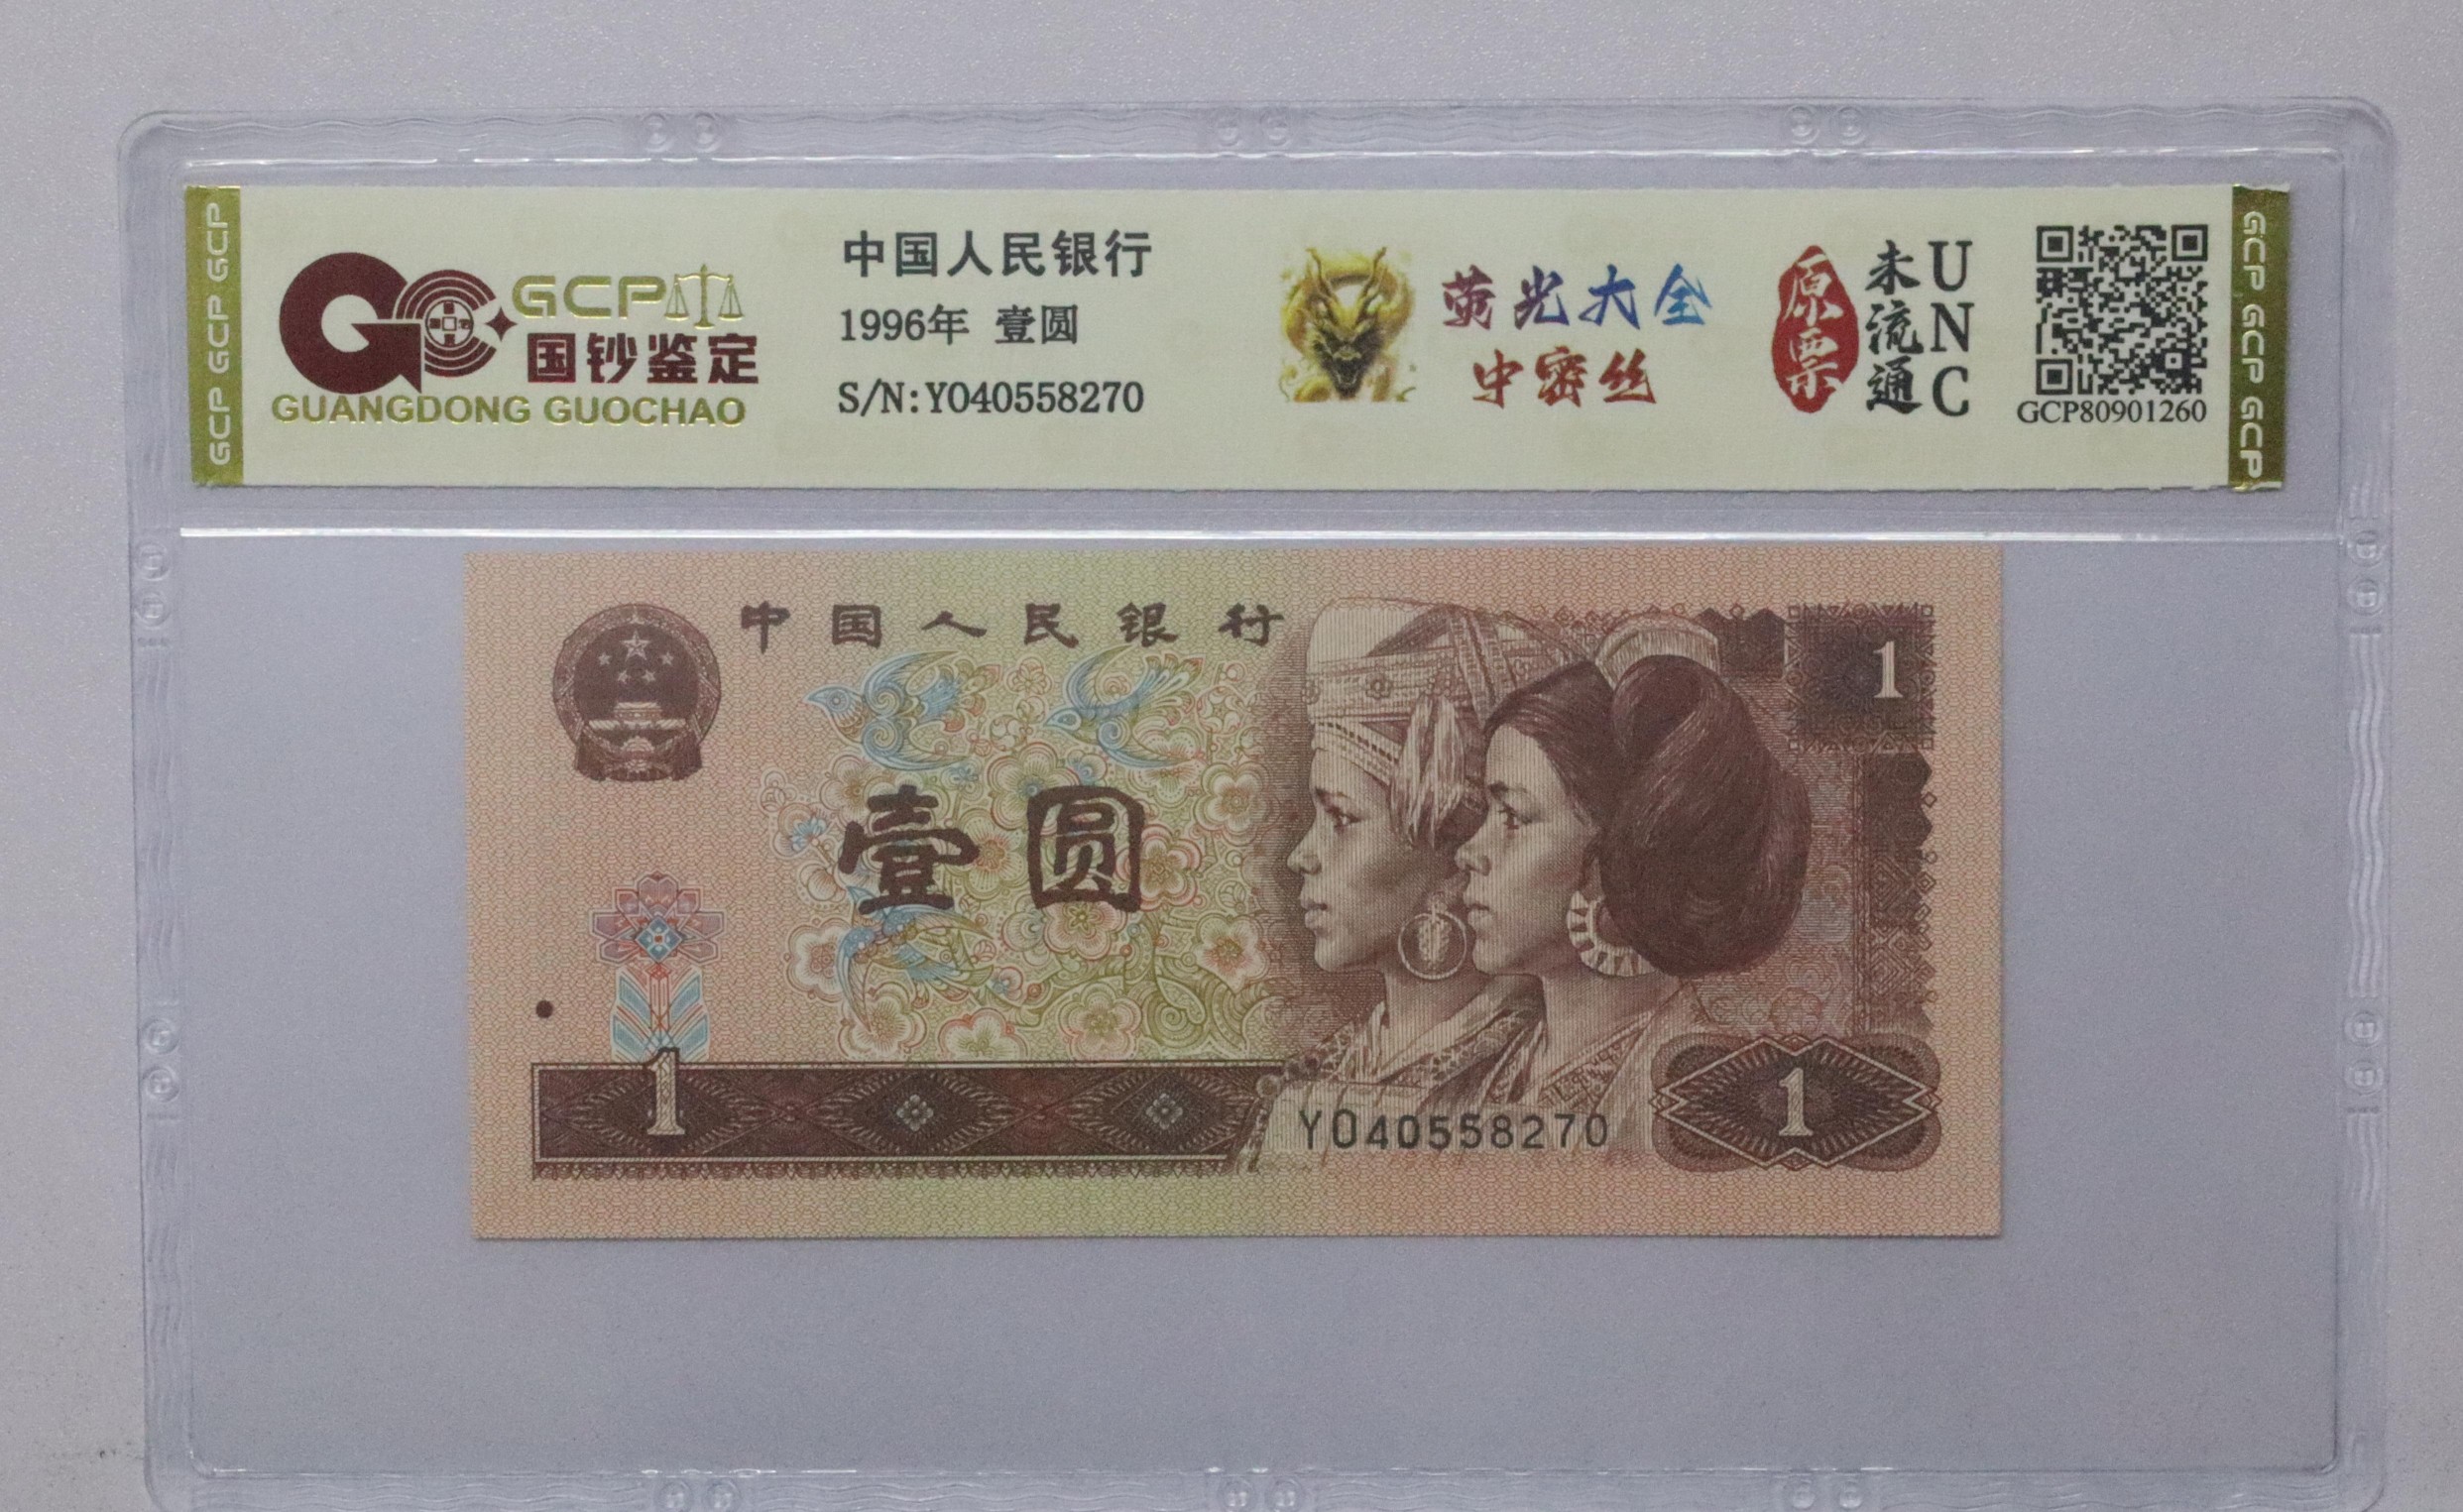 GCP GCP GCP
GCP
国钞鉴定
GUANGDONG GUOCHAO
中国人民银行
1996年 壹圆
S/N:YO40558270
荧光大全
中密丝
原票
未流通
UNC
GCP80901260
GCP GCP GCP
中国人民银行
1
壹圆
1
YO40558270
1